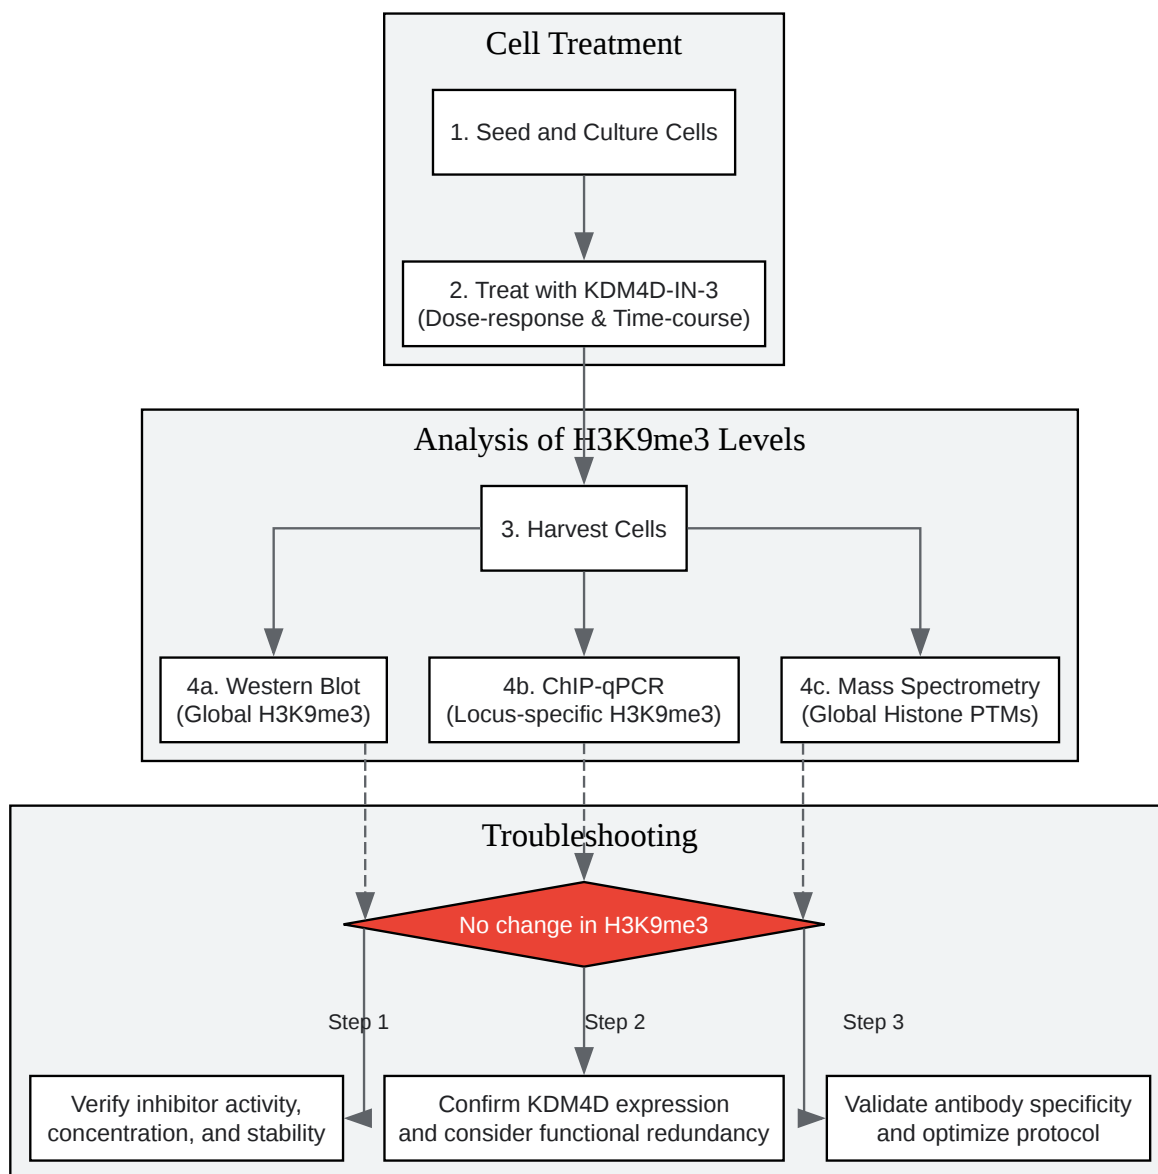 Cell Treatment
1. Seed and Culture Cells
2. Treat with KDM4D-IN-3
(Dose-response & Time-course)
Analysis of H3K9me3 Levels
3. Harvest Cells
4a. Western Blot
(Global H3K9me3)
4b. ChIP-qPCR
(Locus-specific H3K9me3)
4c. Mass Spectrometry
(Global Histone PTMs)
Troubleshooting
No change in H3K9me3
Step 1
Step 2
Step 3
Verify inhibitor activity,
concentration, and stability
Confirm KDM4D expression
and consider functional redundancy
Validate antibody specificity
and optimize protocol